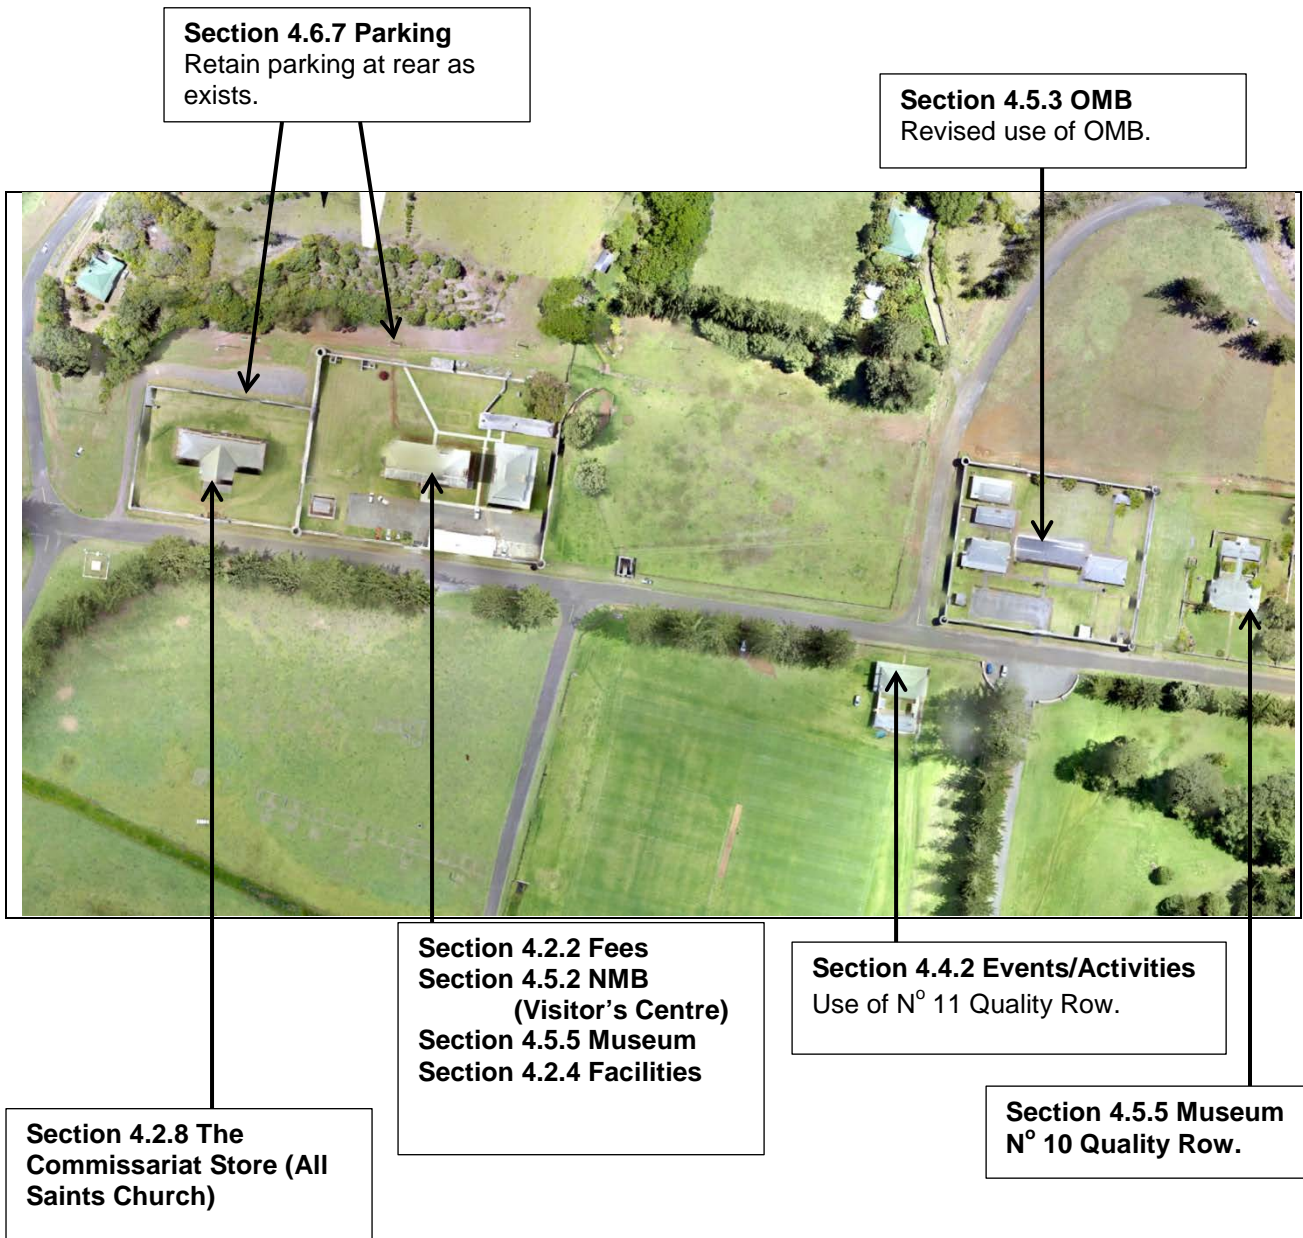 Section 4.6.7 Parking
Retain parking at rear as
exists.
Section 4.5.3 OMB
Revised use of OMB.
Section 4.2.2 Fees
Section 4.5.2 NMB
(Visitor’s Centre)
Section 4.5.5 Museum
Section 4.2.4 Facilities
Section 4.4.2 Events/Activities
Use of Nº 11 Quality Row.
Section 4.5.5 Museum
Nº 10 Quality Row.
Section 4.2.8 The
Commissariat Store (All
Saints Church)